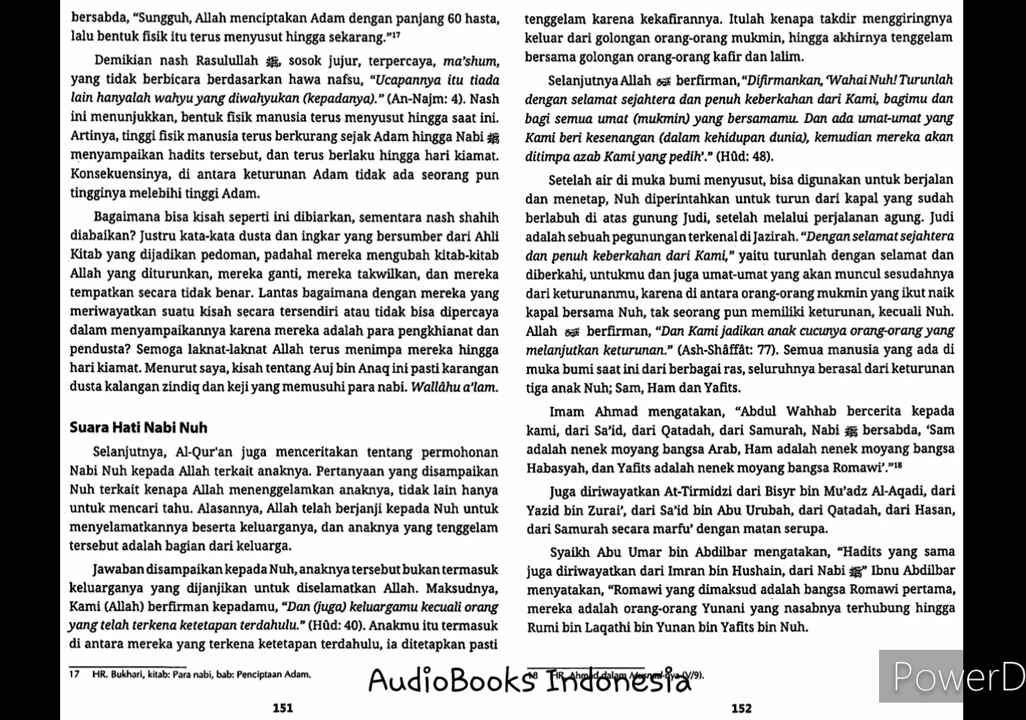 bersabda, “Sungguh, Allah menciptakan Adam dengan panjang 60 hasta,
lalu bentuk fisik itu terus menyusut hingga sekarang.”17
Demikian nash Rasulullah ﷺ, sosok jujur, terpercaya, ma’shum,
yang tidak berbicara berdasarkan hawa nafsu, “Ucapannya itu tiada
lain hanyalah wahyu yang diwahyukan (kepadanya).” (An-Najm: 4). Nash
ini menunjukkan, bentuk fisik manusia terus menyusut hingga saat ini.
Artinya, tinggi fisik manusia terus berkurang sejak Adam hingga Nabi ﷺ
menyampaikan hadits tersebut, dan terus berlaku hingga hari kiamat.
Konsekuensinya, di antara keturunan Adam tidak ada seorang pun
tingginya melebihi tinggi Adam.
Bagaimana bisa kisah seperti ini dibiarkan, sementara nash shahih
diabaikan? Justru kata-kata dusta dan ingkar yang bersumber dari Ahli
Kitab yang dijadikan pedoman, padahal mereka mengubah kitab-kitab
Allah yang diturunkan, mereka ganti, mereka takwilkan, dan mereka
tempatkan secara tidak benar. Lantas bagaimana dengan mereka yang
meriwayatkan suatu kisah secara tersendiri atau tidak bisa dipercaya
dalam menyampaikannya karena mereka adalah para pengkhianat dan
pendusta? Semoga laknat-laknat Allah terus menimpa mereka hingga
hari kiamat. Menurut saya, kisah tentang Auj bin Anaq ini pasti karangan
dusta kalangan zindiq dan keji yang memusuhi para nabi. Wallâhu a’lam.
Suara Hati Nabi Nuh
Selanjutnya, Al-Qur'an juga menceritakan tentang permohonan
Nabi Nuh kepada Allah terkait anaknya. Pertanyaan yang disampaikan
Nuh terkait kenapa Allah menenggelamkan anaknya, tidak lain hanya
untuk mencari tahu. Alasannya, Allah telah berjanji kepada Nuh untuk
menyelamatkannya beserta keluarganya, dan anaknya yang tenggelam
tersebut adalah bagian dari keluarga.
Jawaban disampaikan kepada Nuh, anaknya tersebut bukan termasuk
keluarganya yang dijanjikan untuk diselamatkan Allah. Maksudnya,
Kami (Allah) berfirman kepadamu, “Dan (juga) keluargamu kecuali orang
yang telah terkena ketetapan terdahulu.” (Hûd: 40). Anakmu itu termasuk
di antara mereka yang terkena ketetapan terdahulu, ia ditetapkan pasti
17 HR. Bukhari, kitab: Para nabi, bab: Penciptaan Adam.
151
tenggelam karena kekafirannya. Itulah kenapa takdir menggiringnya
keluar dari golongan orang-orang mukmin, hingga akhirnya tenggelam
bersama golongan orang-orang kafir dan lalim.
Selanjutnya Allah berfirman, “Difirmankan, ‘Wahai Nuh! Turunlah
dengan selamat sejahtera dan penuh keberkahan dari Kami, bagimu dan
bagi semua umat (mukmin) yang bersamamu. Dan ada umat-umat yang
Kami beri kesenangan (dalam kehidupan dunia), kemudian mereka akan
ditimpa azab Kami yang pedih’.” (Hûd: 48).
Setelah air di muka bumi menyusut, bisa digunakan untuk berjalan
dan menetap, Nuh diperintahkan untuk turun dari kapal yang sudah
berlabuh di atas gunung Judi, setelah melalui perjalanan agung. Judi
adalah sebuah pegunungan terkenal di Jazirah. “Dengan selamat sejahtera
dan penuh keberkahan dari Kami,” yaitu turunlah dengan selamat dan
diberkahi, untukmu dan juga umat-umat yang akan muncul sesudahnya
dari keturunanmu, karena di antara orang-orang mukmin yang ikut naik
kapal bersama Nuh, tak seorang pun memiliki keturunan, kecuali Nuh.
Allah berfirman, “Dan Kami jadikan anak cucunya orang-orang yang
melanjutkan keturunan.” (Ash-Shâffât: 77). Semua manusia yang ada di
muka bumi saat ini dari berbagai ras, seluruhnya berasal dari keturunan
tiga anak Nuh; Sam, Ham dan Yafits.
Imam Ahmad mengatakan, “Abdul Wahhab bercerita kepada
kami, dari Sa’id, dari Qatadah, dari Samurah, Nabi ﷺ bersabda, ‘Sam
adalah nenek moyang bangsa Arab, Ham adalah nenek moyang bangsa
Habasyah, dan Yafits adalah nenek moyang bangsa Romawi’.”18
Juga diriwayatkan At-Tirmidzi dari Bisyr bin Mu’adz Al-Aqadi, dari
Yazid bin Zurai’, dari Sa’id bin Abu Urubah, dari Qatadah, dari Hasan,
dari Samurah secara marfu’ dengan matan serupa.
Syaikh Abu Umar bin Abdilbar mengatakan, “Hadits yang sama
juga diriwayatkan dari Imran bin Hushain, dari Nabi ﷺ” Ibnu Abdilbar
menyatakan, “Romawi yang dimaksud adalah bangsa Romawi pertama,
mereka adalah orang-orang Yunani yang nasabnya terhubung hingga
Rumi bin Laqathi bin Yunan bin Yafits bin Nuh.
18 HR. Ahmad dalam Musnad-nya (V/9).
152
AudioBooks Indonesia
PowerD